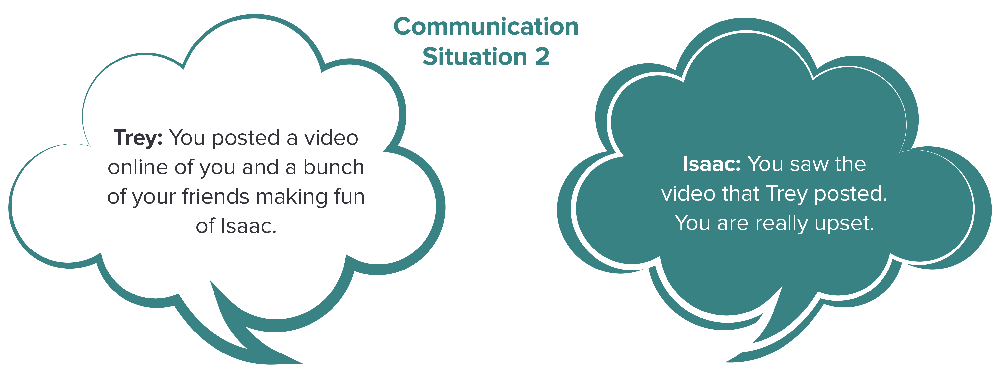 Communication
Situation 2
Trey: You posted a video
online of you and a bunch
of your friends making fun
of Isaac.
Isaac: You saw the
video that Trey posted.
You are really upset.